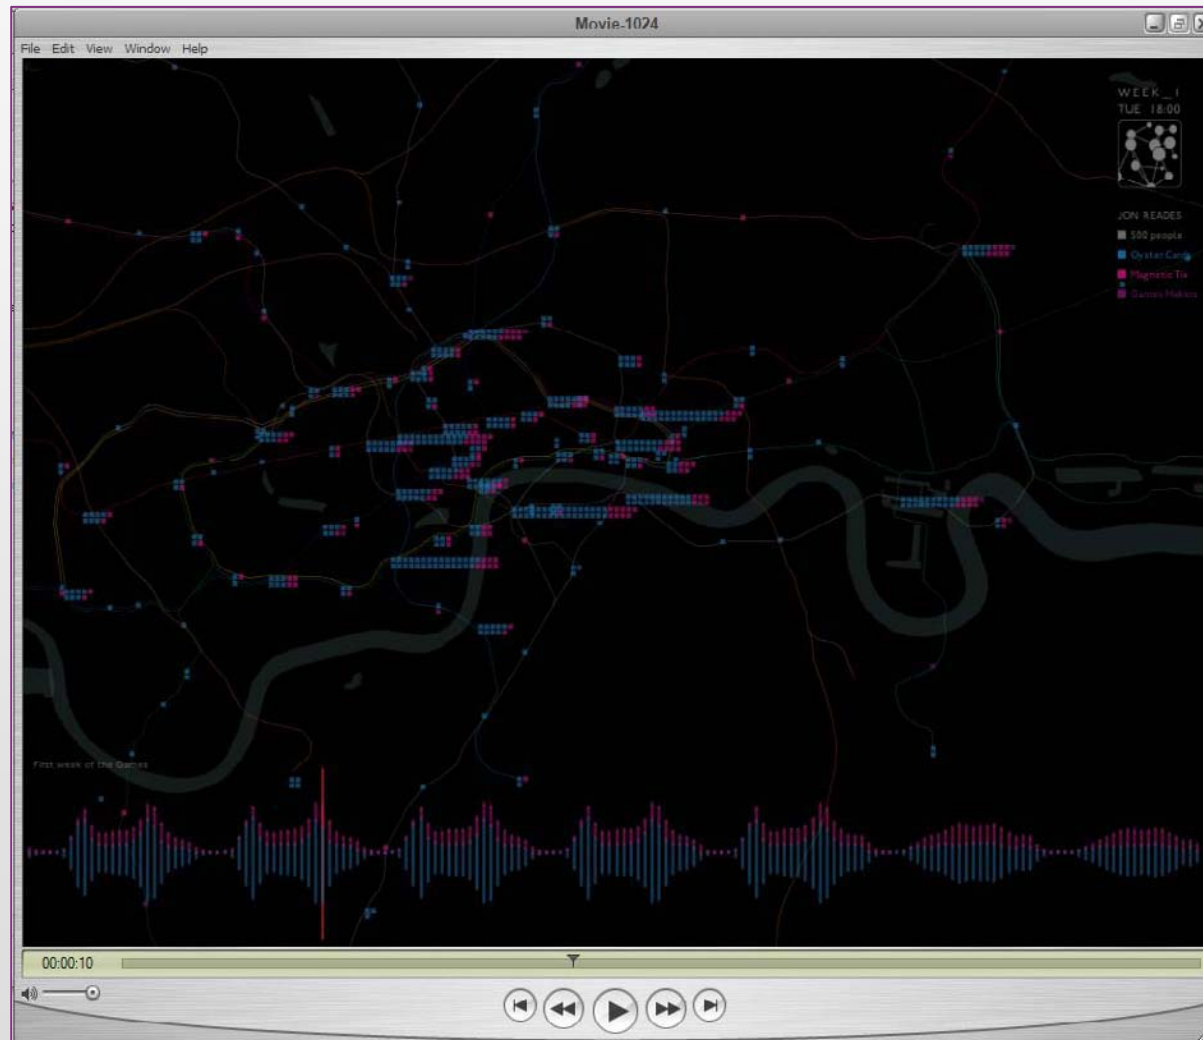 Movie-1024
File Edit View Window Help
WEEK_1
TUE 18:00
JON READES
500 people
Oyster Card
Magnetic Tix
Games Makers
First week of the Games
00:00:10